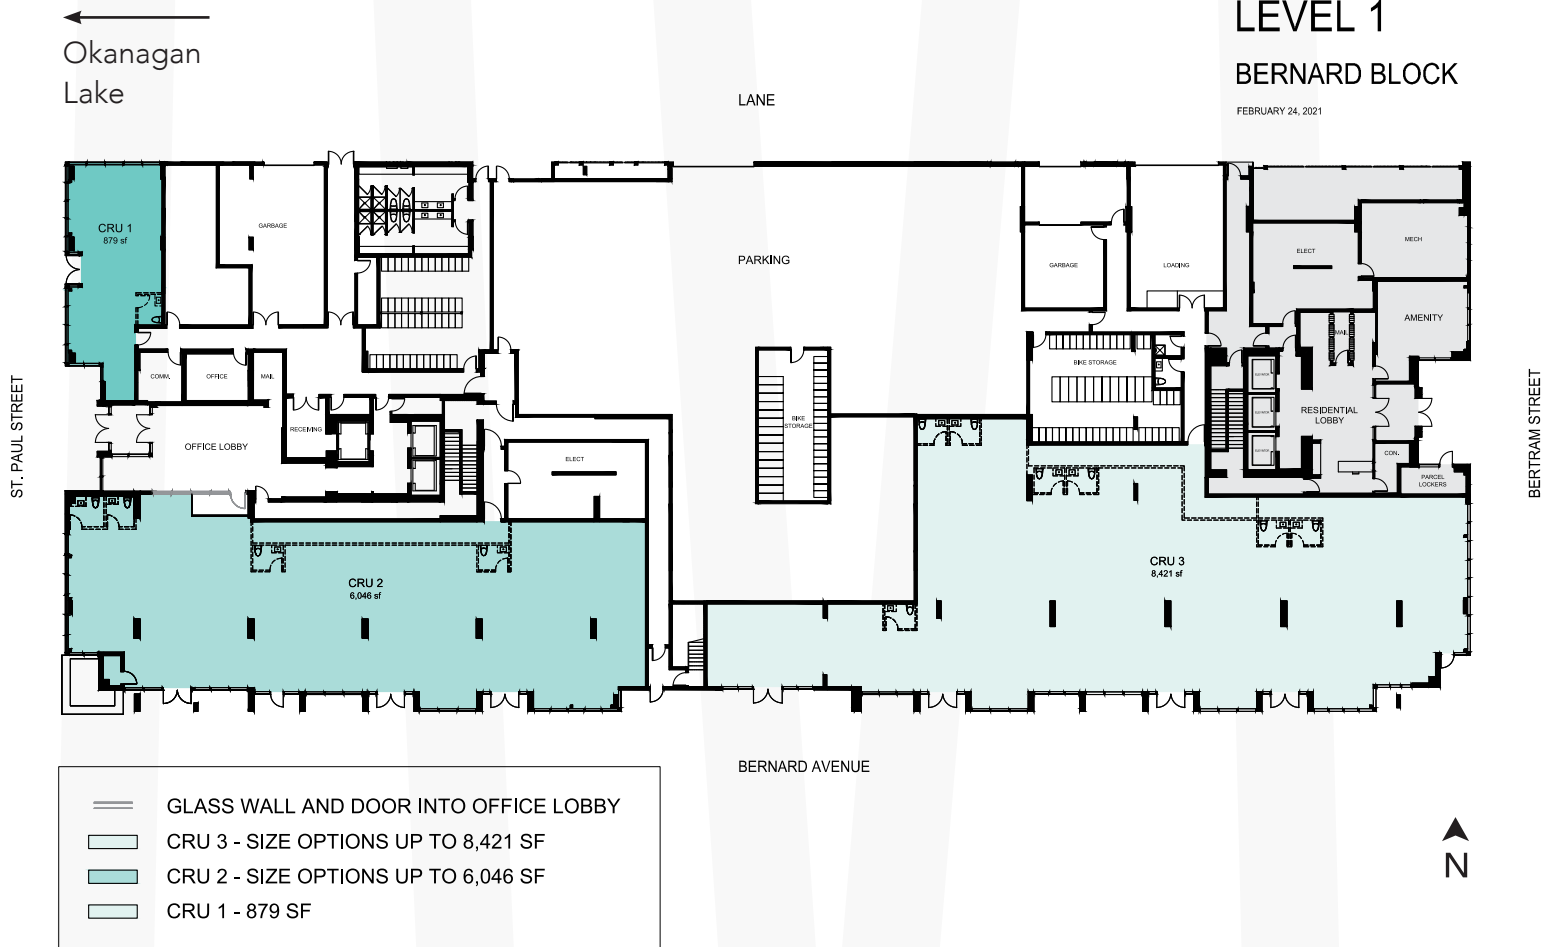 Okanagan
Lake
LEVEL 1
BERNARD BLOCK
FEBRUARY 24, 2021
LANE
CRU 1
879 sf
GARBAGE
PARKING
GARBAGE
LOADING
ELECT
MECH
AMENITY
MAIL
COMM.
OFFICE
MAIL
BIKE STORAGE
ELEVATOR
ELEVATOR
ELEVATOR
RESIDENTIAL
LOBBY
BIKE
STORAGE
RECEIVING
OFFICE LOBBY
ELECT
CON.
PARCEL
LOCKERS
ST. PAUL STREET
BERTRAM STREET
CRU 2
6,046 sf
CRU 3
8,421 sf
BERNARD AVENUE
GLASS WALL AND DOOR INTO OFFICE LOBBY
CRU 3 - SIZE OPTIONS UP TO 8,421 SF
CRU 2 - SIZE OPTIONS UP TO 6,046 SF
CRU 1 - 879 SF
N